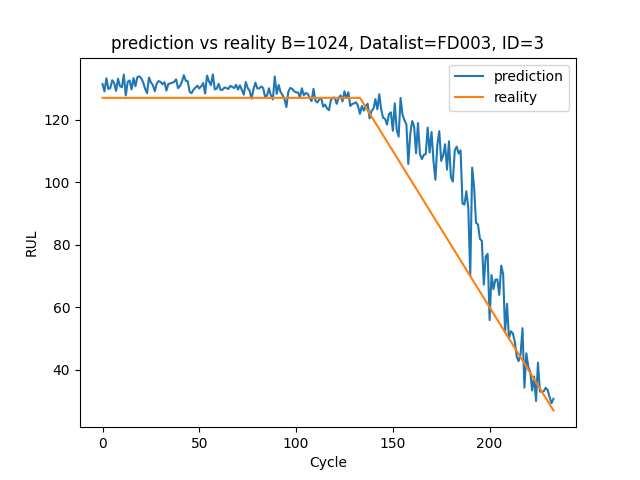 prediction vs reality B=1024, Datalist=FD003, ID=3
prediction
reality
120
100
80
60
40
RUL
0 50 100 150 200
Cycle